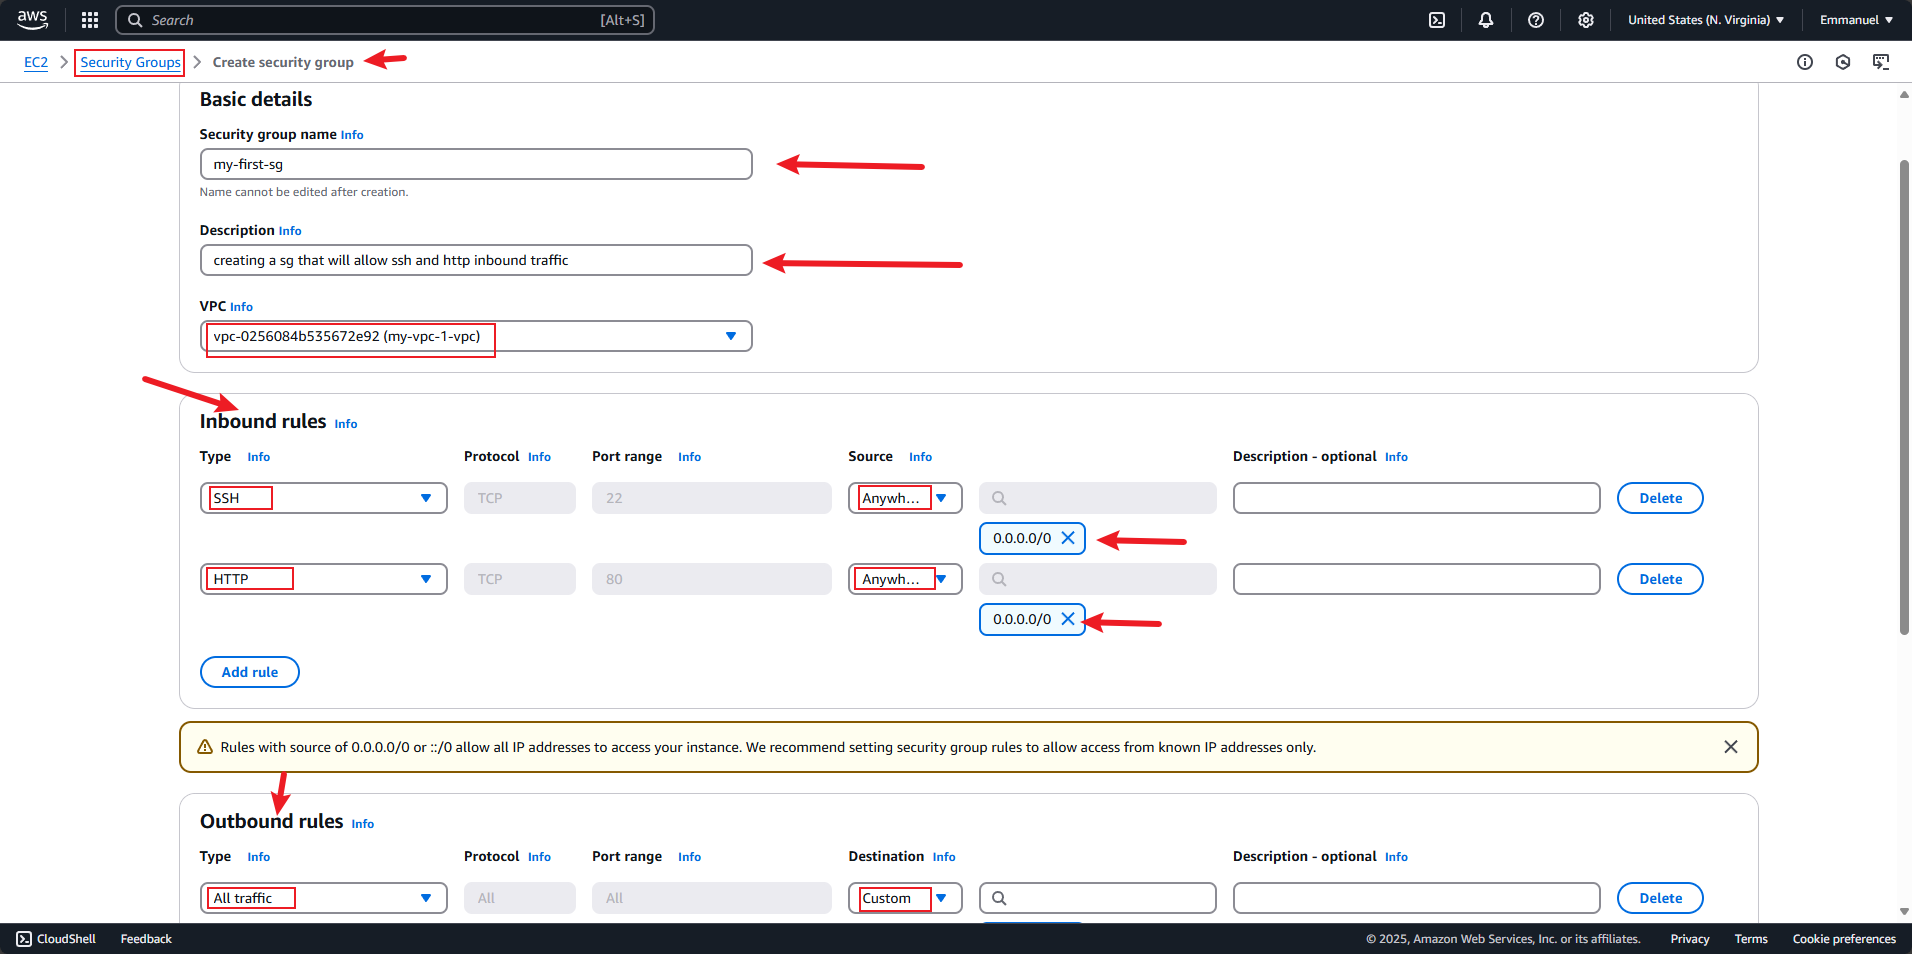 aws
Search [Alt+S]
United States (N. Virginia)
Emmanuel
EC2 > Security Groups > Create security group
Basic details
Security group name Info
my-first-sg
Name cannot be edited after creation.
Description Info
creating a sg that will allow ssh and http inbound traffic
VPC Info
vpc-0256084b535672e92 (my-vpc-1-vpc)
Inbound rules Info
Type Info Protocol Info Port range Info Source Info Description - optional Info
SSH TCP 22 Anywh... Delete
0.0.0.0/0
HTTP TCP 80 Anywh... Delete
0.0.0.0/0
Add rule
Rules with source of 0.0.0.0/0 or ::/0 allow all IP addresses to access your instance. We recommend setting security group rules to allow access from known IP addresses only.
Outbound rules Info
Type Info Protocol Info Port range Info Destination Info Description - optional Info
All traffic All All Custom Delete
CloudShell Feedback © 2025, Amazon Web Services, Inc. or its affiliates. Privacy Terms Cookie preferences